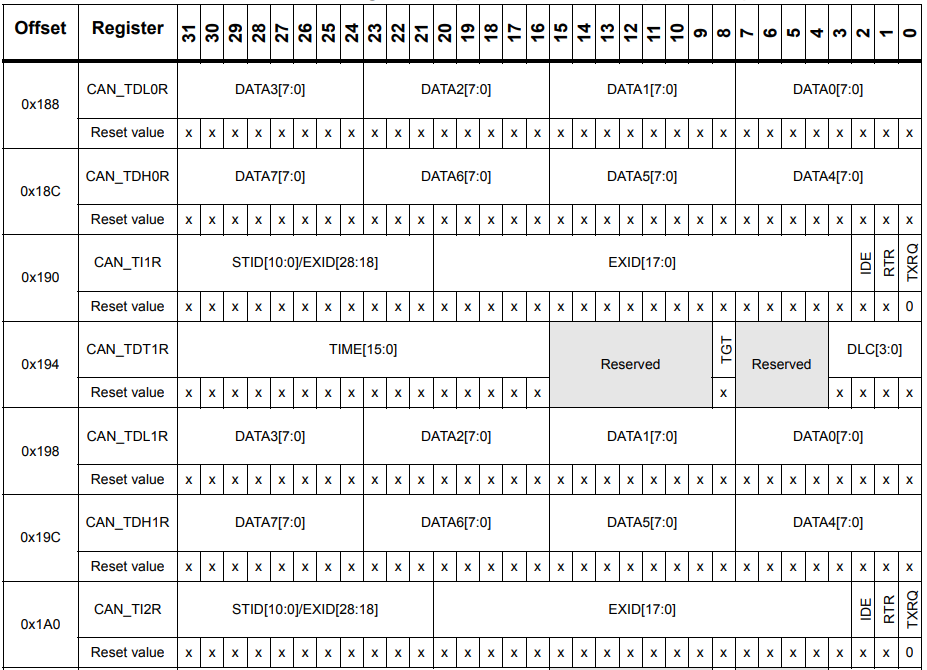 Offset Register 31 30 29 28 27 26 25 24 23 22 21 20 19 18 17 16 15 14 13 12 11 10 9 8 7 6 5 4 3 2 1 0
0x188 CAN_TDL0R DATA3[7:0] DATA2[7:0] DATA1[7:0] DATA0[7:0]
Reset value x x x x x x x x x x x x x x x x x x x x x x x x x x x x x x x x
0x18C CAN_TDH0R DATA7[7:0] DATA6[7:0] DATA5[7:0] DATA4[7:0]
Reset value x x x x x x x x x x x x x x x x x x x x x x x x x x x x x x x x
0x190 CAN_TI1R STID[10:0]/EXID[28:18] EXID[17:0] IDE RTR TXRQ
Reset value x x x x x x x x x x x x x x x x x x x x x x x x x x x x x x x 0
0x194 CAN_TDT1R TIME[15:0] Reserved TGT Reserved DLC[3:0]
Reset value x x x x x x x x x x x x x x x x x x x x x
0x198 CAN_TDL1R DATA3[7:0] DATA2[7:0] DATA1[7:0] DATA0[7:0]
Reset value x x x x x x x x x x x x x x x x x x x x x x x x x x x x x x x x
0x19C CAN_TDH1R DATA7[7:0] DATA6[7:0] DATA5[7:0] DATA4[7:0]
Reset value x x x x x x x x x x x x x x x x x x x x x x x x x x x x x x x x
0x1A0 CAN_TI2R STID[10:0]/EXID[28:18] EXID[17:0] IDE RTR TXRQ
Reset value x x x x x x x x x x x x x x x x x x x x x x x x x x x x x x x 0